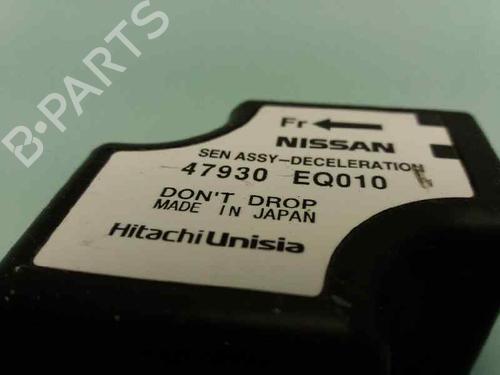 B-PARTS
Fr
NISSAN
SEN ASSY-DECELERATION
47930 EQ010
DON'T DROP
MADE IN JAPAN
HitachiUnisia